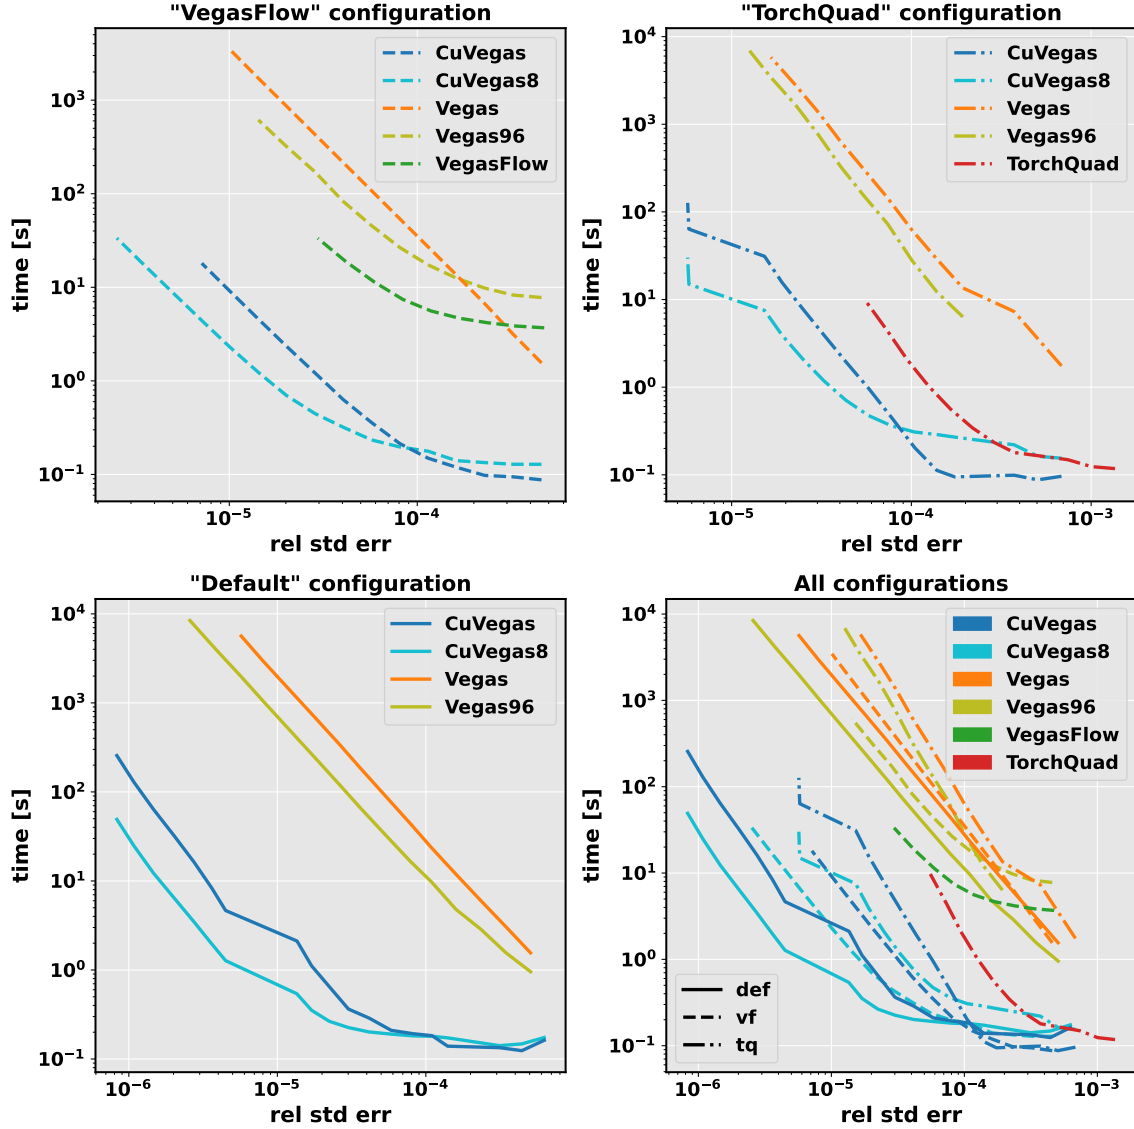 "VegasFlow" configuration
CuVegas
CuVegas8
Vegas
Vegas96
VegasFlow
10³
10²
10¹
10⁰
10⁻¹
time [s]
10⁻⁵ 10⁻⁴
rel std err
"TorchQuad" configuration
CuVegas
CuVegas8
Vegas
Vegas96
TorchQuad
10⁴
10³
10²
10¹
10⁰
10⁻¹
time [s]
10⁻⁵ 10⁻⁴ 10⁻³
rel std err
"Default" configuration
CuVegas
CuVegas8
Vegas
Vegas96
10⁴
10³
10²
10¹
10⁰
10⁻¹
time [s]
10⁻⁶ 10⁻⁵ 10⁻⁴
rel std err
All configurations
CuVegas
CuVegas8
Vegas
Vegas96
VegasFlow
TorchQuad
def
vf
tq
10⁴
10³
10²
10¹
10⁰
10⁻¹
time [s]
10⁻⁶ 10⁻⁵ 10⁻⁴ 10⁻³
rel std err